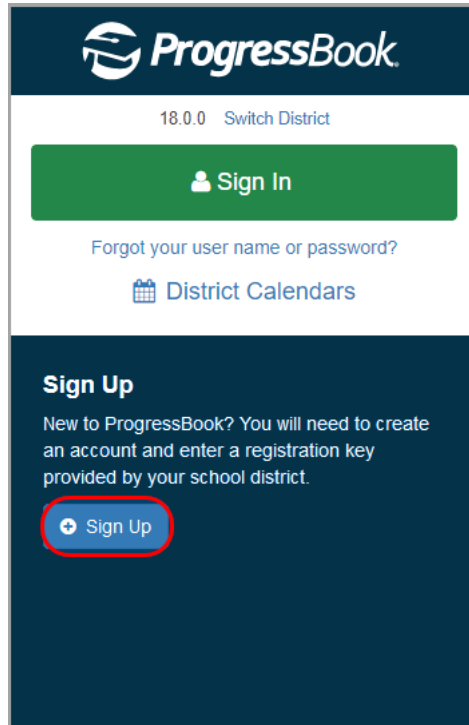 ProgressBook.
18.0.0 Switch District
Sign In
Forgot your user name or password?
District Calendars
Sign Up
New to ProgressBook? You will need to create
an account and enter a registration key
provided by your school district.
Sign Up